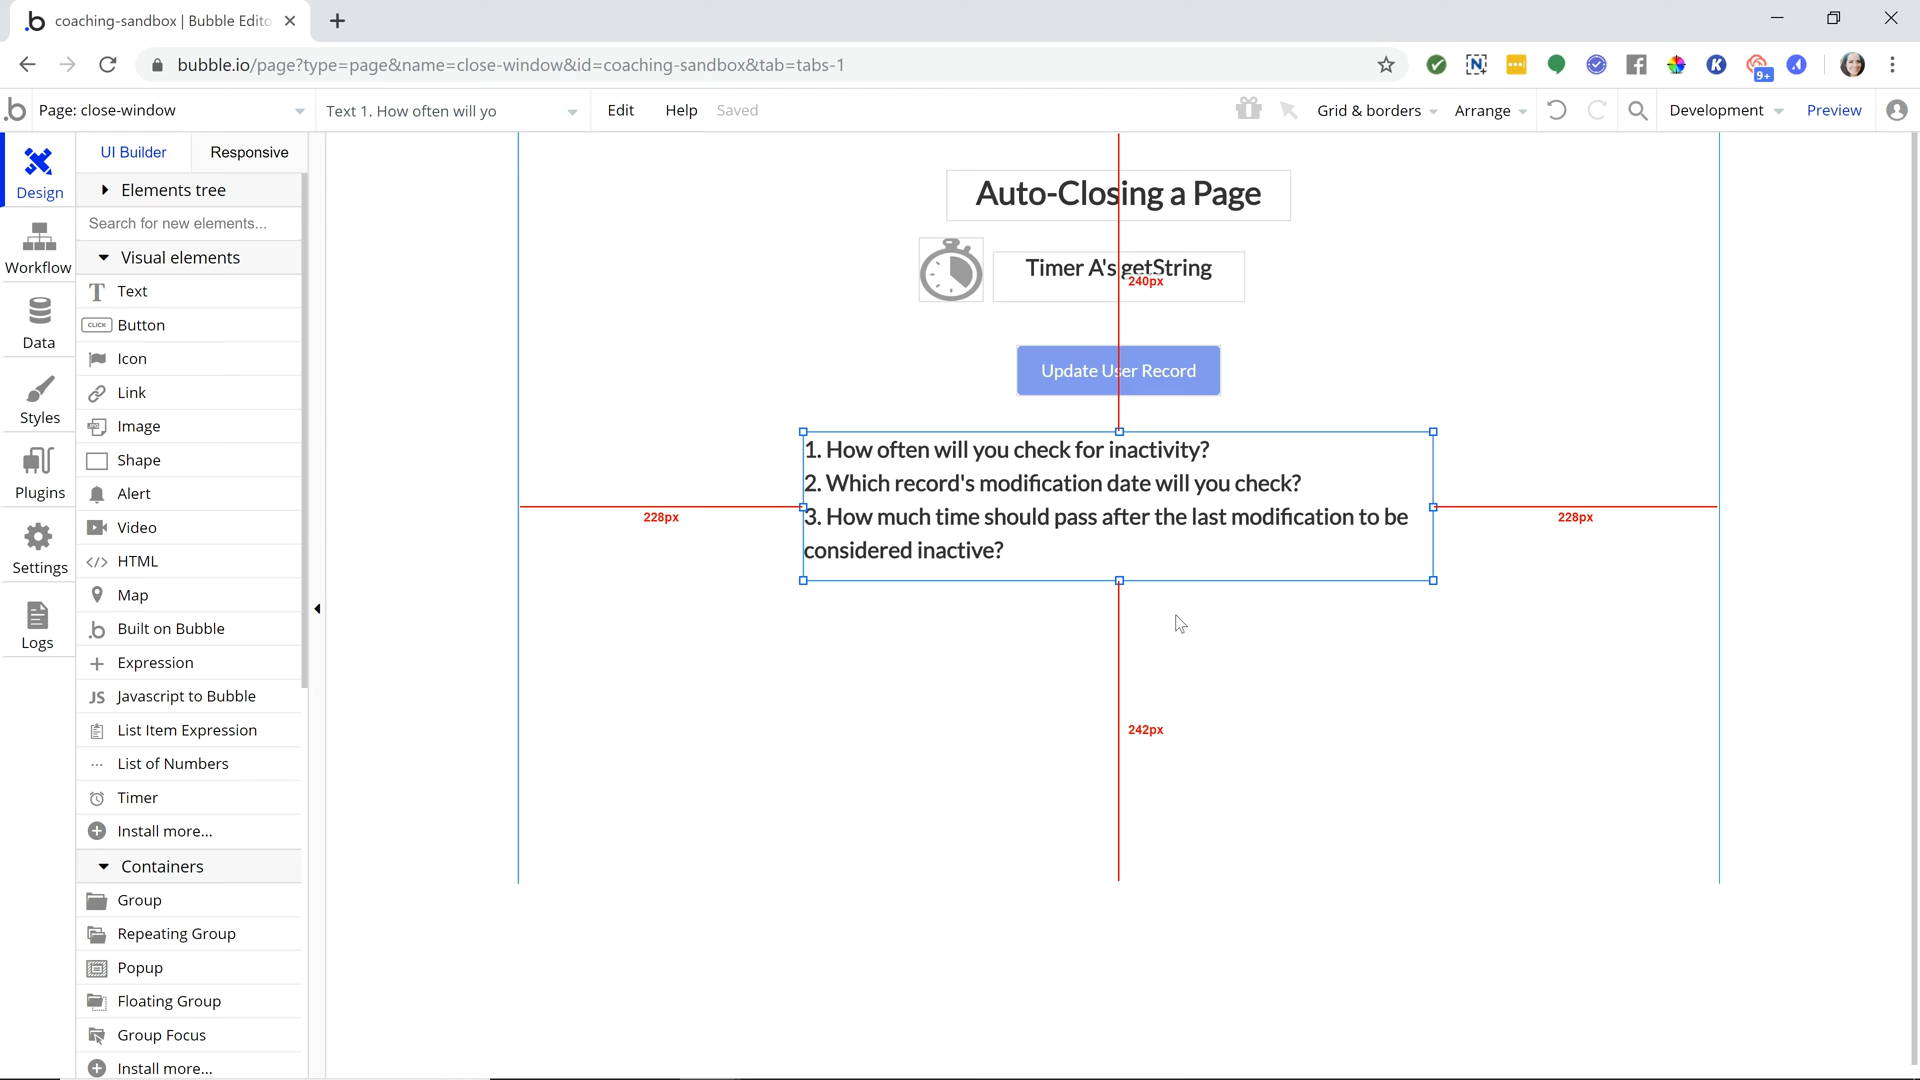 coaching-sandbox | Bubble Edito
bubble.io/page?type=page&name=close-window&id=coaching-sandbox&tab=tabs-1
9+
Page: close-window
Text 1. How often will yo
Edit
Help
Saved
Grid & borders
Arrange
Development
Preview
Design
Workflow
Data
Styles
Plugins
Settings
Logs
UI Builder
Responsive
Elements tree
Search for new elements...
Visual elements
Text
CLICK Button
Icon
Link
Image
Shape
Alert
Video
</> HTML
Map
Built on Bubble
Expression
JS Javascript to Bubble
List Item Expression
List of Numbers
Timer
Install more...
Containers
Group
Repeating Group
Popup
Floating Group
Group Focus
Install more...
Auto-Closing a Page
Timer A's getString
240px
Update User Record
1. How often will you check for inactivity?
2. Which record's modification date will you check?
3. How much time should pass after the last modification to be
considered inactive?
228px
228px
242px